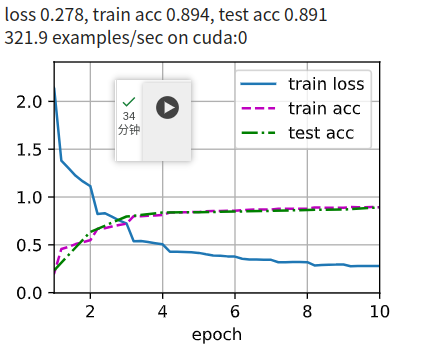 loss 0.278, train acc 0.894, test acc 0.891
321.9 examples/sec on cuda:0
train loss
train acc
test acc
34
分钟
2.0
1.5
1.0
0.5
0.0
2 4 6 8 10
epoch